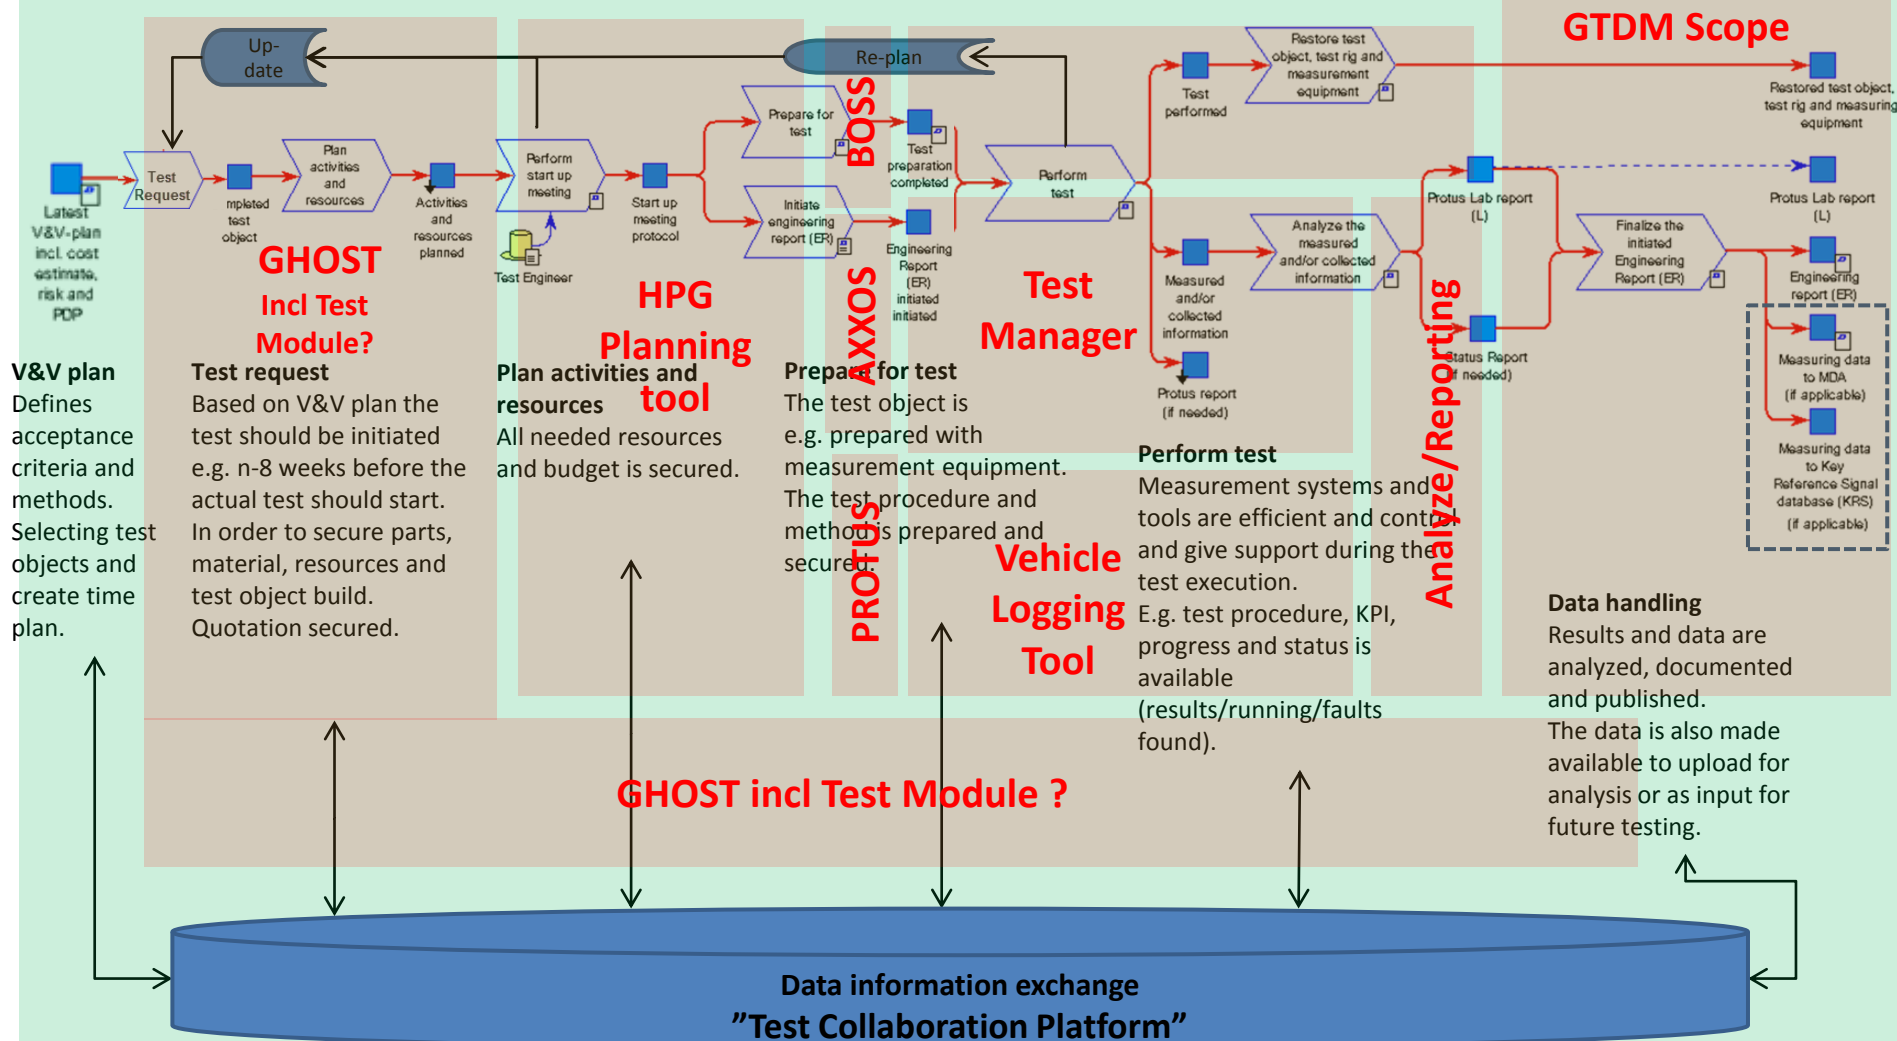 GTDM Scope
Up-
date
Re-plan
Latest
V&V-plan
incl. cost
estimate,
risk and
PDP
Test
Request
mpleted
test
object
Plan
activities
and
resources
Activities
and
resources
planned
Perform
start up
meeting
Test Engineer
Start up
meeting
protocol
Prepare for
test
Initiate
engineering
report (ER)
Test
preparation
completed
Engineering
Report
(ER)
initiated
initiated
Perform
test
Test
performed
Restore test
object, test rig and
measurement
equipment
Restored test object,
test rig and measuring
equipment
Measured
and/or
collected
information
Protus report
(if needed)
Analyze the
measured
and/or collected
information
Protus Lab report
(L)
Status Report
(if needed)
Finalize the
initiated
Engineering
Report (ER)
Protus Lab report
(L)
Engineering
report (ER)
Measuring data
to MDA
(if applicable)
Measuring data
to Key
Reference Signal
database (KRS)
(if applicable)
GHOST
Incl Test
Module?
HPG
Planning
tool
BOSS
AXXOS
PROTUS
Test
Manager
Vehicle
Logging
Tool
Analyze/Reporting
V&V plan
Defines
acceptance
criteria and
methods.
Selecting test
objects and
create time
plan.
Test request
Based on V&V plan the
test should be initiated
e.g. n-8 weeks before the
actual test should start.
In order to secure parts,
material, resources and
test object build.
Quotation secured.
Plan activities and
resources
All needed resources
and budget is secured.
Prepare for test
The test object is
e.g. prepared with
measurement equipment.
The test procedure and
method is prepared and
secured.
Perform test
Measurement systems and
tools are efficient and control
and give support during the
test execution.
E.g. test procedure, KPI,
progress and status is
available
(results/running/faults
found).
Data handling
Results and data are
analyzed, documented
and published.
The data is also made
available to upload for
analysis or as input for
future testing.
GHOST incl Test Module ?
Data information exchange
”Test Collaboration Platform”